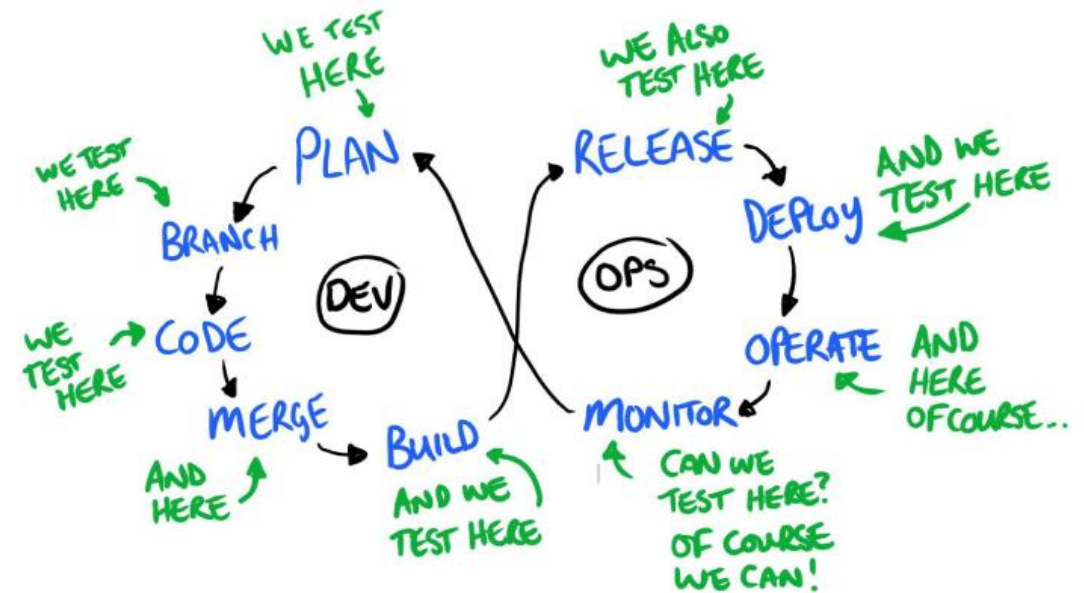 WE TEST
HERE
PLAN
WE TEST
HERE
BRANCH
WE
TEST
HERE
CODE
MERGE
AND
HERE
BUILD
AND WE
TEST HERE
DEV
WE ALSO
TEST HERE
RELEASE
AND WE
TEST HERE
DEPLOY
OPS
OPERATE
AND
HERE
OFCOURSE..
MONITOR
CAN WE
TEST HERE?
OF COURSE
WE CAN!